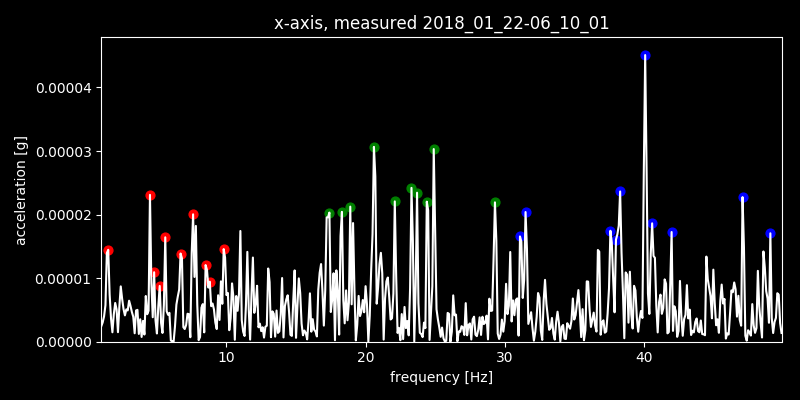 x-axis, measured 2018_01_22-06_10_01
acceleration [g]
0.00004
0.00003
0.00002
0.00001
0.00000
10 20 30 40
frequency [Hz]